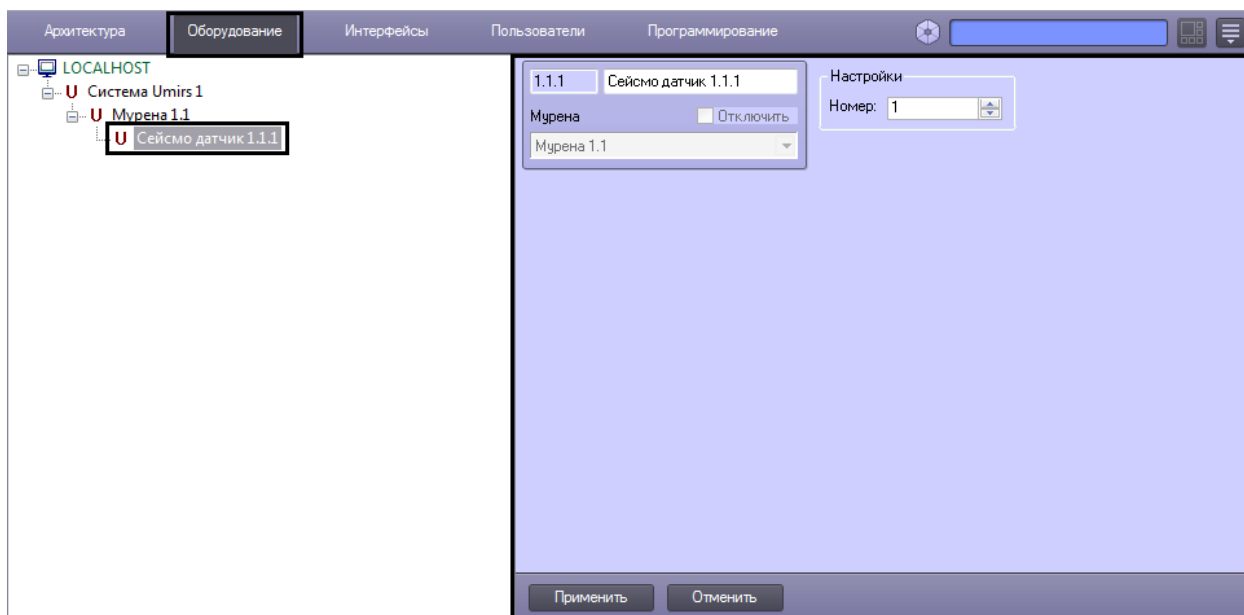 Архитектура Оборудование Интерфейсы Пользователи Программирование
LOCALHOST
U Система Umirs 1
U Мурена 1.1
U Сейсмо датчик 1.1.1
1.1.1 Сейсмо датчик 1.1.1
Мурена Отключить
Мурена 1.1
Настройки
Номер: 1
Применить Отменить